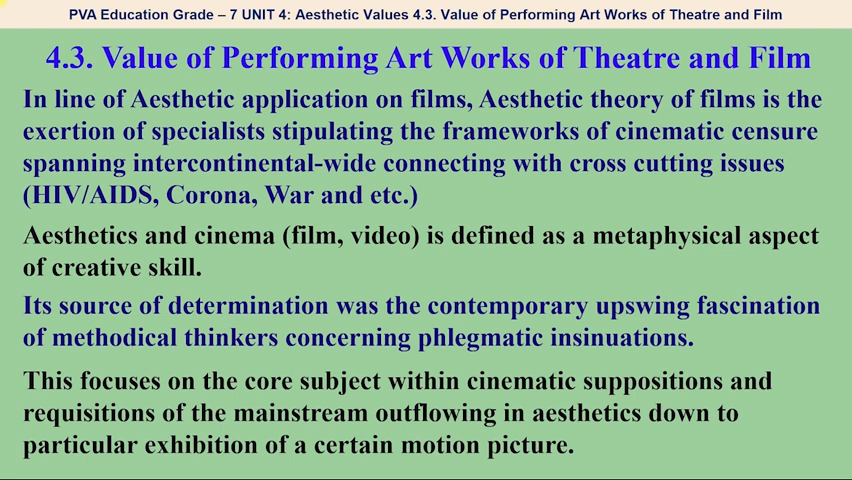 PVA Education Grade – 7 UNIT 4: Aesthetic Values 4.3. Value of Performing Art Works of Theatre and Film
4.3. Value of Performing Art Works of Theatre and Film
In line of Aesthetic application on films, Aesthetic theory of films is the
exertion of specialists stipulating the frameworks of cinematic censure
spanning intercontinental-wide connecting with cross cutting issues
(HIV/AIDS, Corona, War and etc.)
Aesthetics and cinema (film, video) is defined as a metaphysical aspect
of creative skill.
Its source of determination was the contemporary upswing fascination
of methodical thinkers concerning phlegmatic insinuations.
This focuses on the core subject within cinematic suppositions and
requisitions of the mainstream outflowing in aesthetics down to
particular exhibition of a certain motion picture.